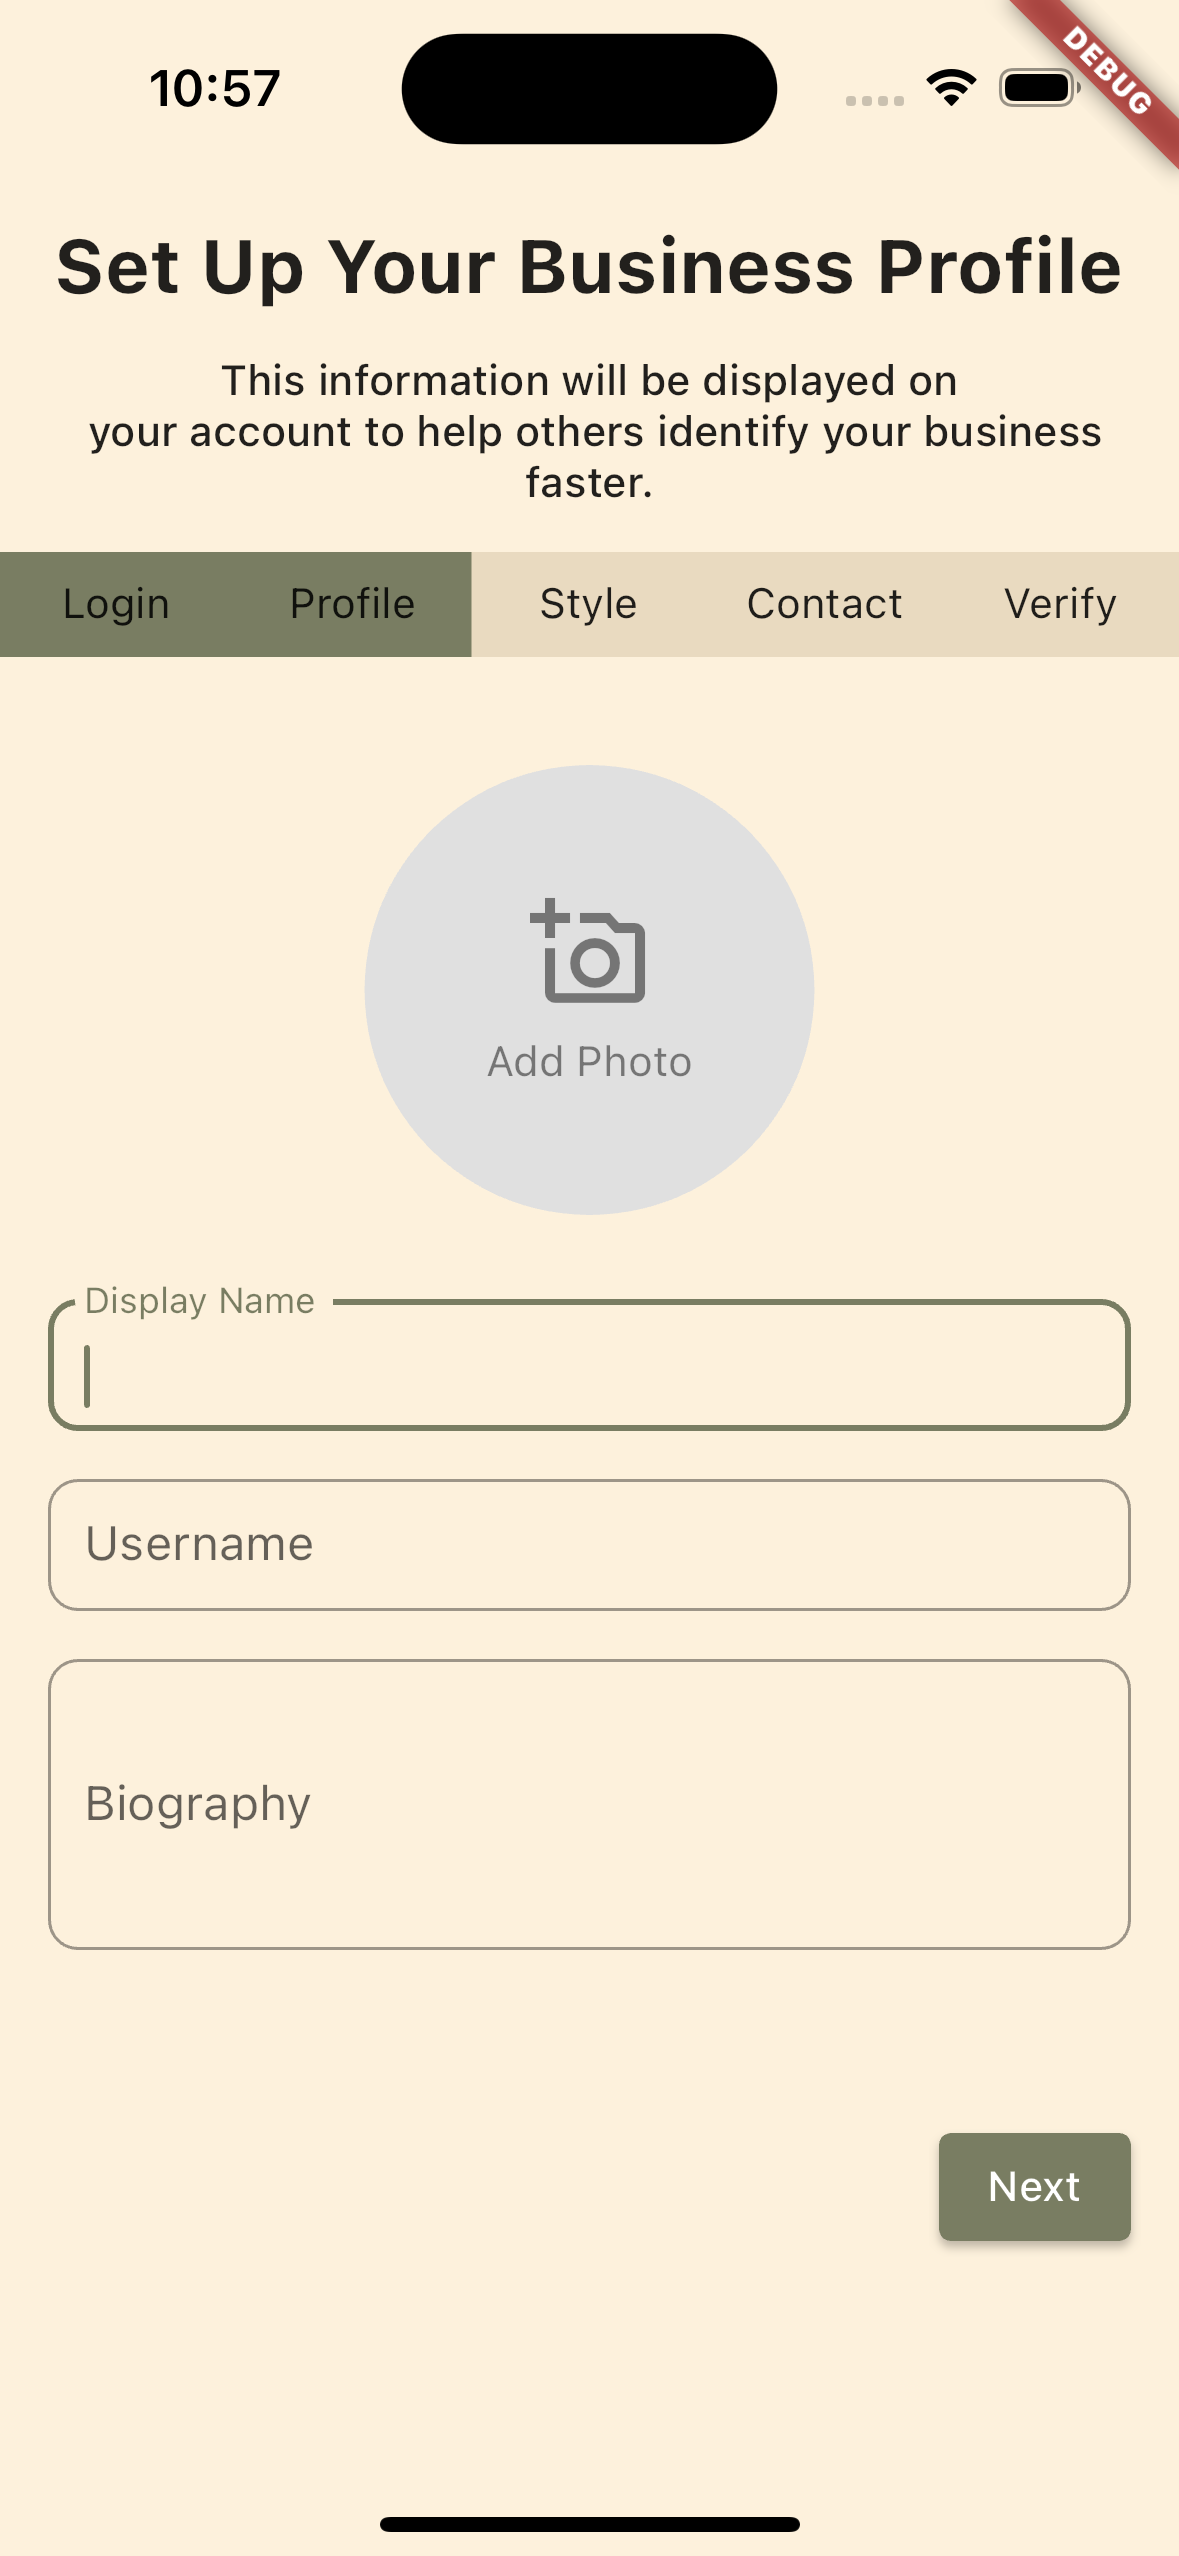 10:57
DEBUG
Set Up Your Business Profile
This information will be displayed on
your account to help others identify your business
faster.
Login Profile Style Contact Verify
Add Photo
Display Name
Username
Biography
Next